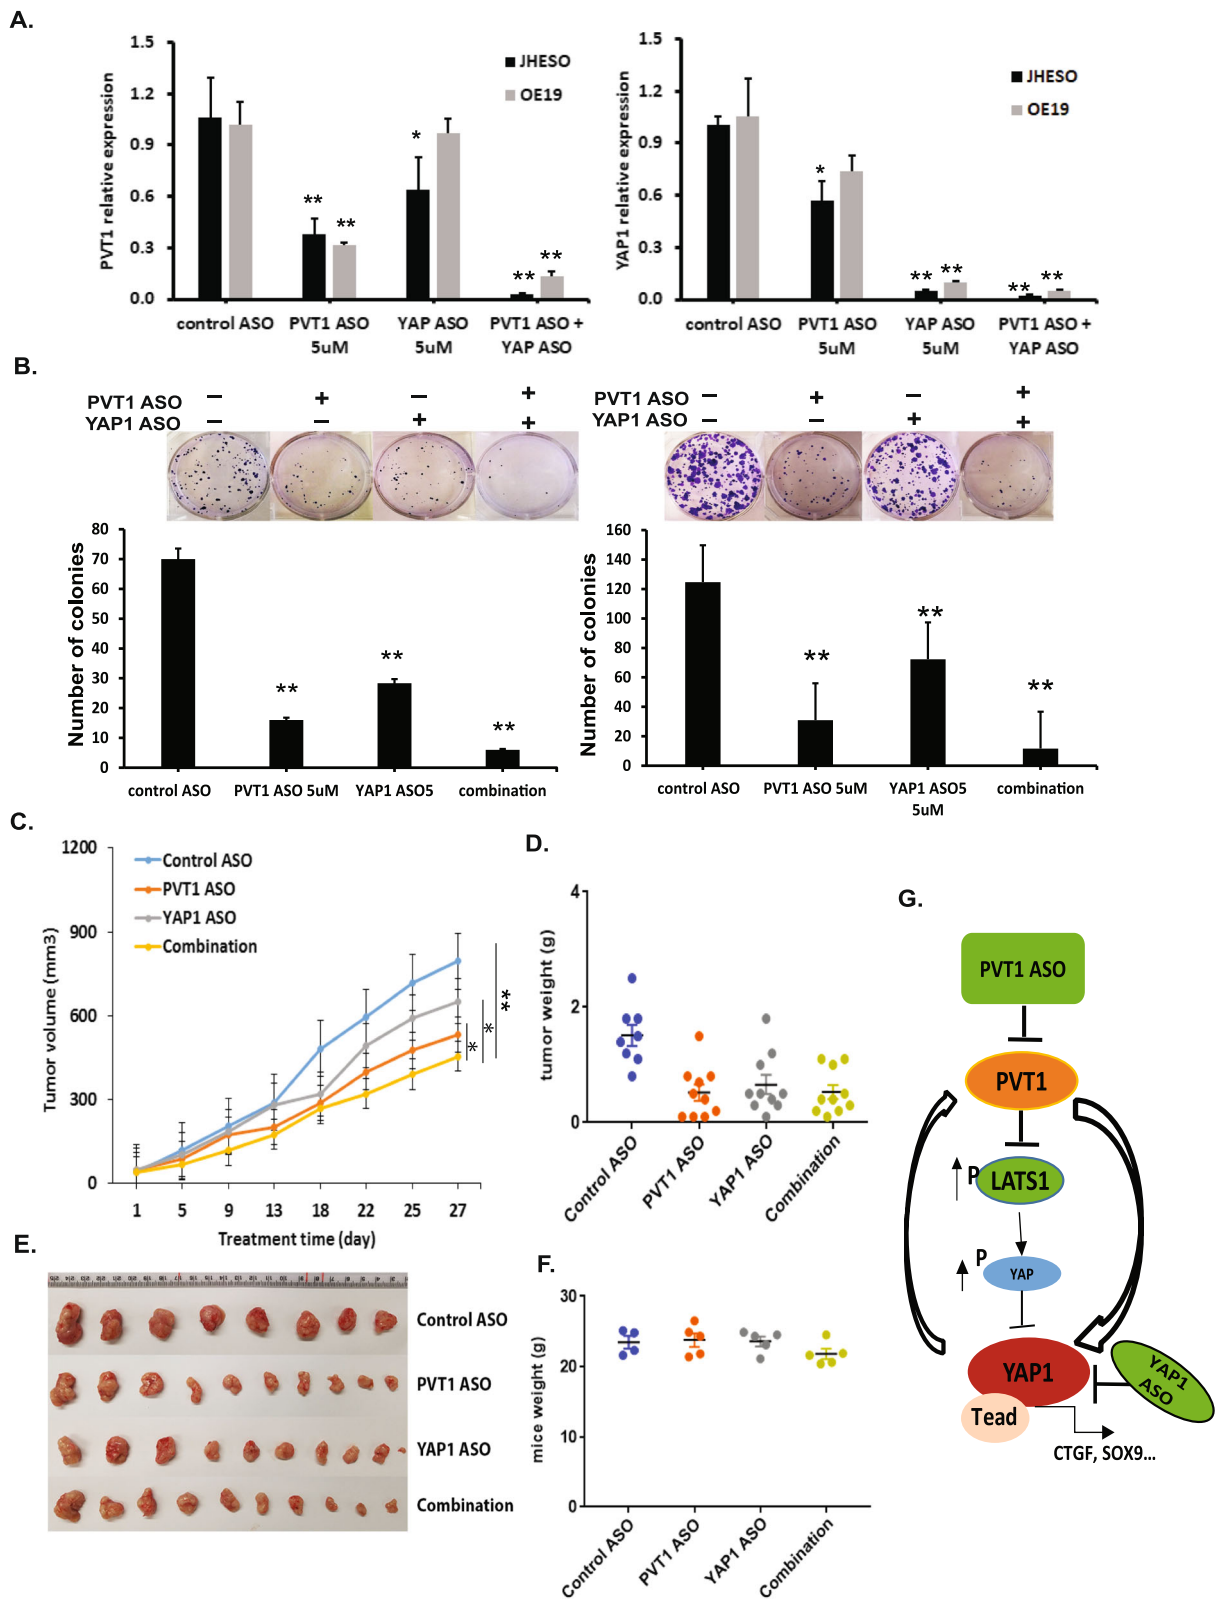 A.
1.5
1.2
0.9
0.6
0.3
0.0
PVT1 relative expression
JHESO
OE19
*
**
**
**
**
control ASO
PVT1 ASO
5uM
YAP ASO
5uM
PVT1 ASO +
YAP ASO
1.5
1.2
0.9
0.6
0.3
0.0
YAP1 relative expression
JHESO
OE19
*
**
**
**
**
control ASO
PVT1 ASO
5uM
YAP ASO
5uM
PVT1 ASO +
YAP ASO
B.
PVT1 ASO − + − +
YAP1 ASO − − + +
80
70
60
50
40
30
20
10
0
Number of colonies
**
**
**
control ASO
PVT1 ASO 5uM
YAP1 ASO5
combination
PVT1 ASO − + − +
YAP1 ASO − − + +
160
140
120
100
80
60
40
20
0
Number of colonies
**
**
**
control ASO
PVT1 ASO 5uM
YAP1 ASO5
5uM
combination
C.
1200
900
600
300
0
Tumor volume (mm3)
Control ASO
PVT1 ASO
YAP1 ASO
Combination
*
*
**
1 5 9 13 18 22 25 27
Treatment time (day)
D.
4
2
0
tumor weight (g)
Control ASO
PVT1 ASO
YAP1 ASO
Combination
E.
Control ASO
PVT1 ASO
YAP1 ASO
Combination
F.
30
20
10
0
mice weight (g)
Control ASO
PVT1 ASO
YAP1 ASO
Combination
G.
PVT1 ASO
PVT1
P
LATS1
P
YAP
YAP1
YAP1
ASO
Tead
CTGF, SOX9...